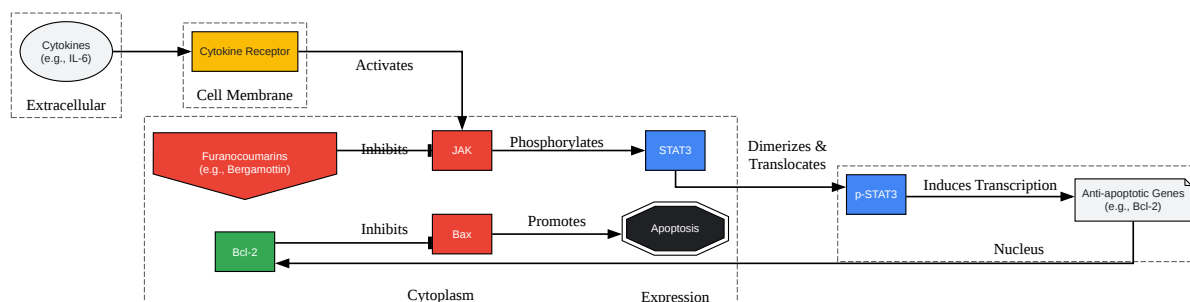 Cytokines
(e.g., IL-6)
Extracellular
Cytokine Receptor
Cell Membrane
Activates
Furanocoumarins
(e.g., Bergamottin)
Inhibits
JAK
Phosphorylates
STAT3
Dimerizes &
Translocates
p-STAT3
Induces Transcription
Anti-apoptotic Genes
(e.g., Bcl-2)
Nucleus
Bcl-2
Inhibits
Bax
Promotes
Apoptosis
Cytoplasm
Expression